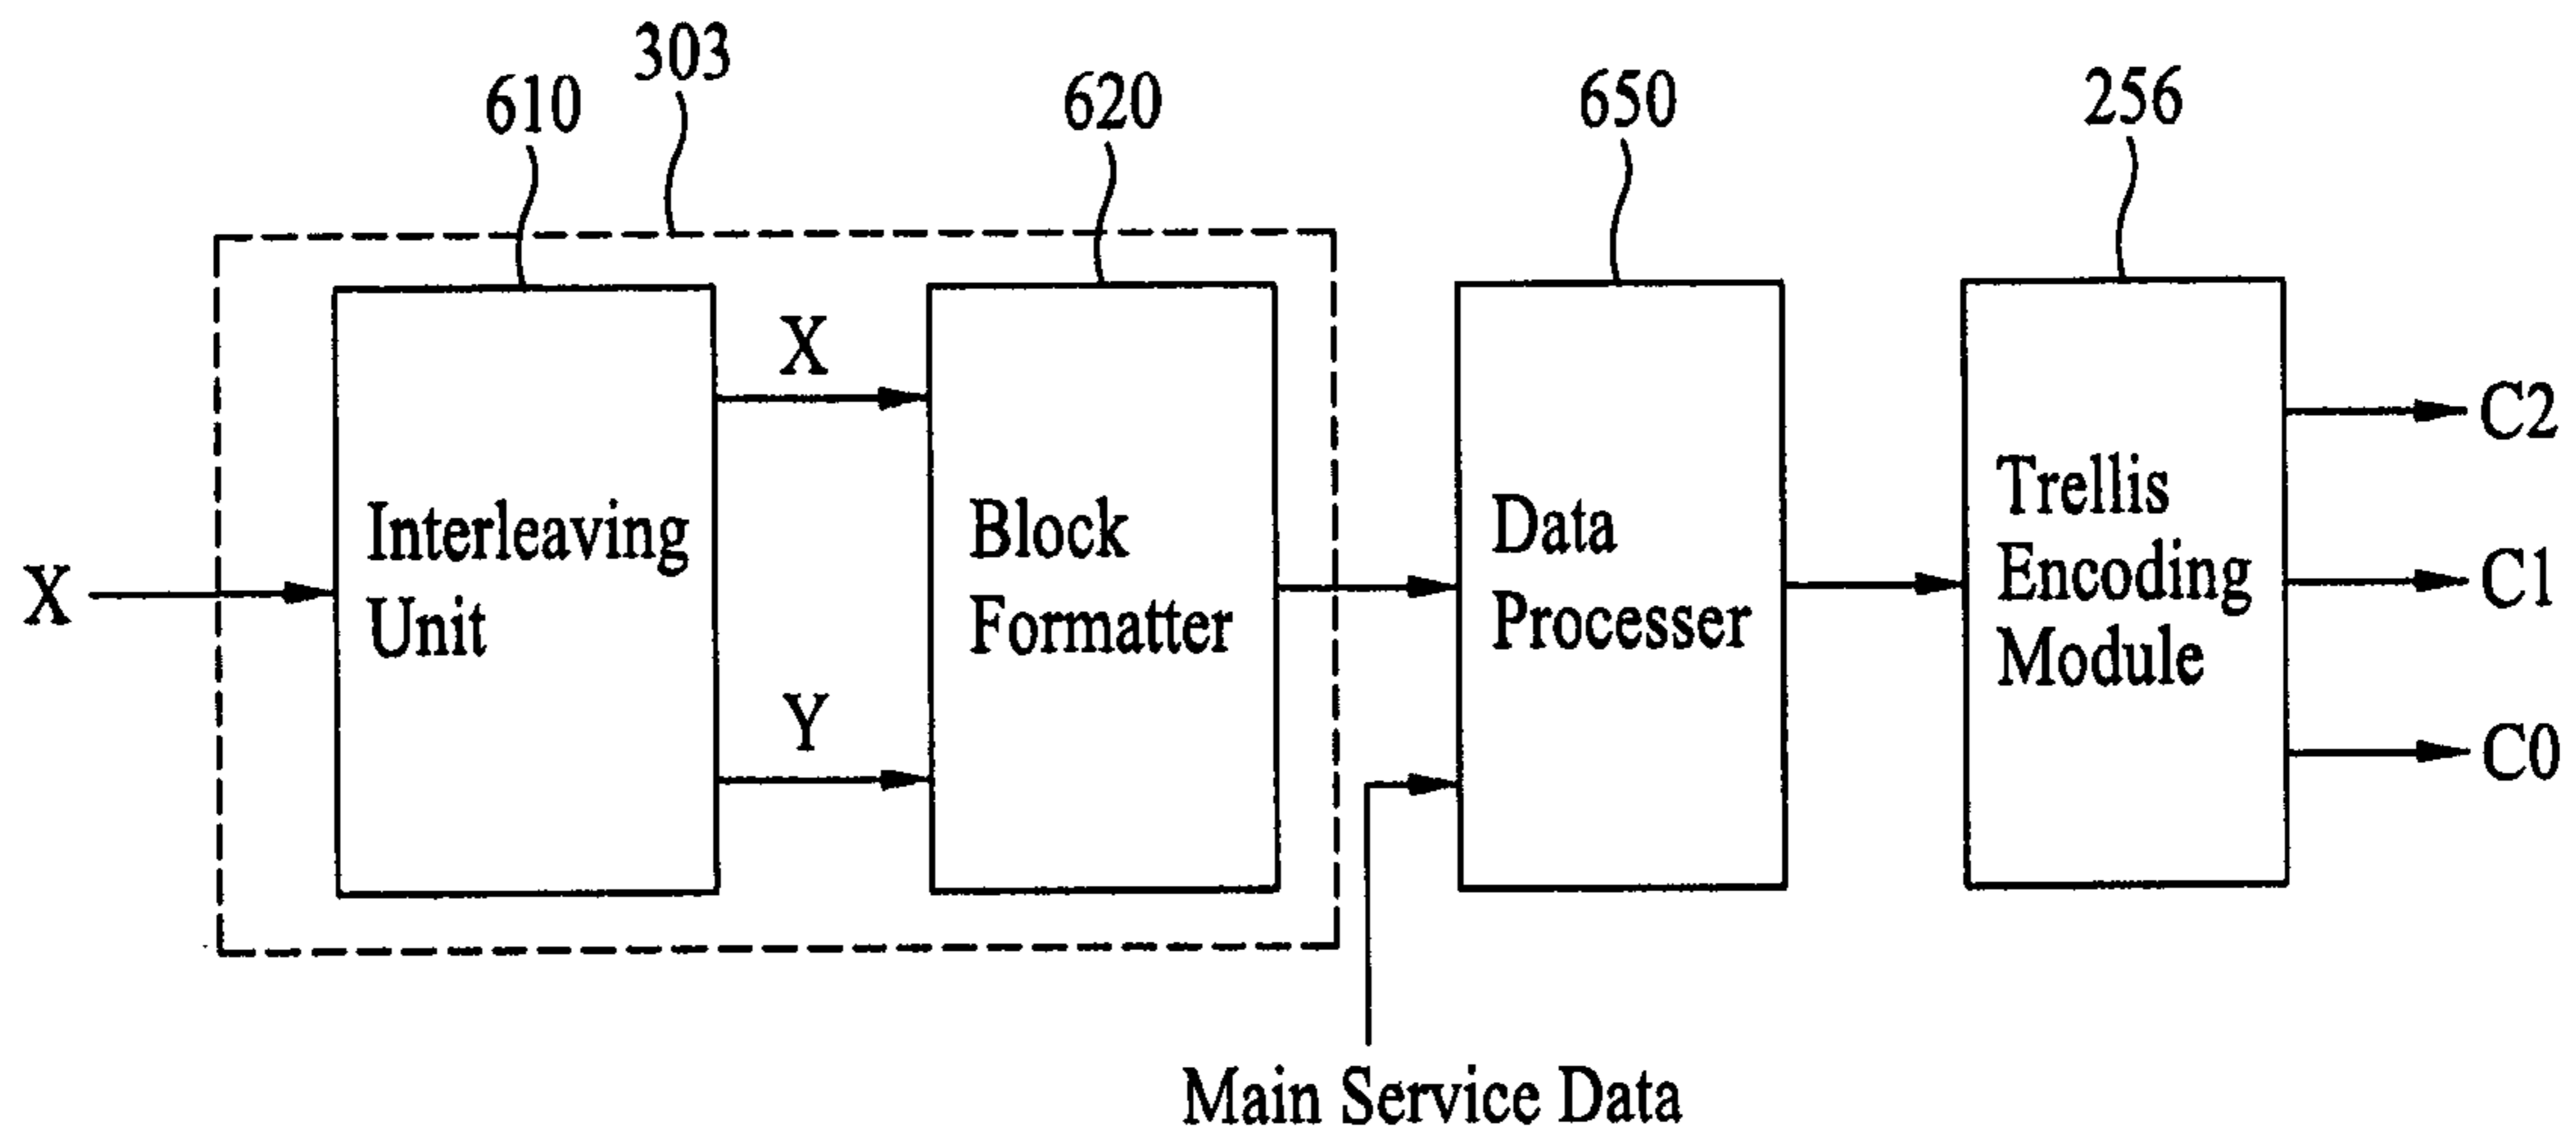 303
610
620
650
256
X
Interleaving
Unit
X
Y
Block
Formatter
Data
Processer
Trellis
Encoding
Module
C2
C1
C0
Main Service Data